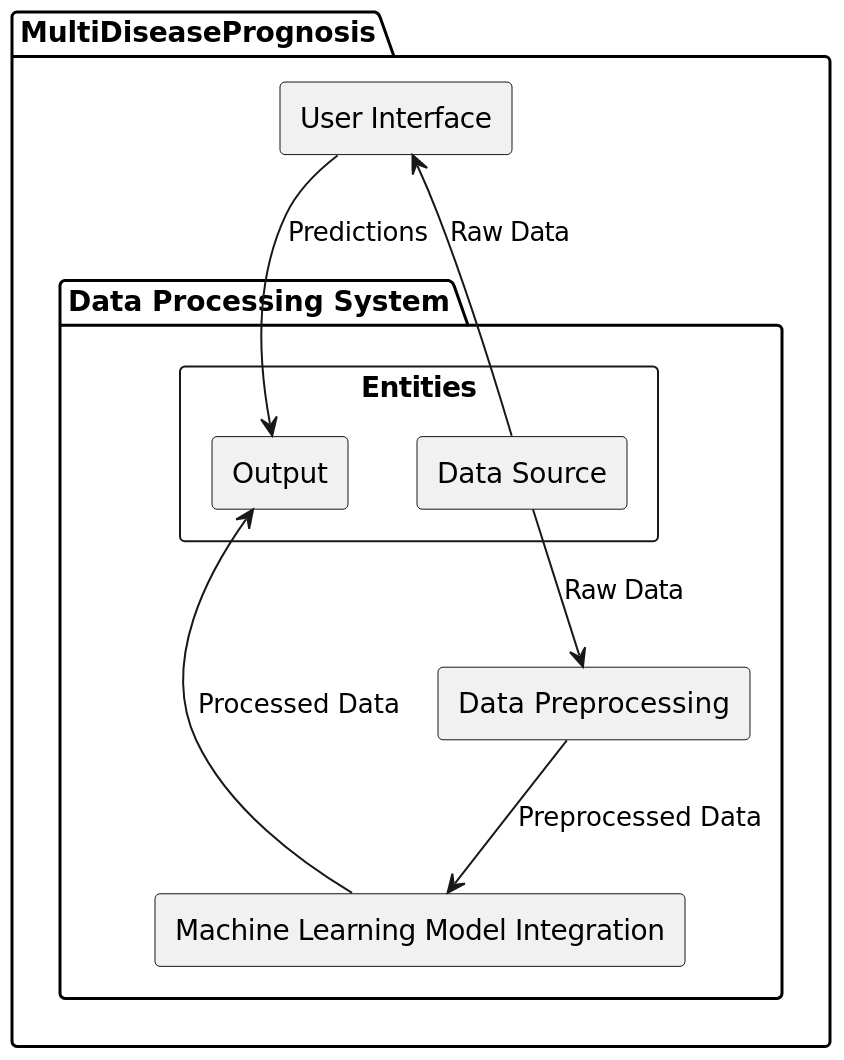 MultiDiseasePrognosis
User Interface
Predictions
Raw Data
Data Processing System
Entities
Output
Data Source
Raw Data
Processed Data
Data Preprocessing
Preprocessed Data
Machine Learning Model Integration